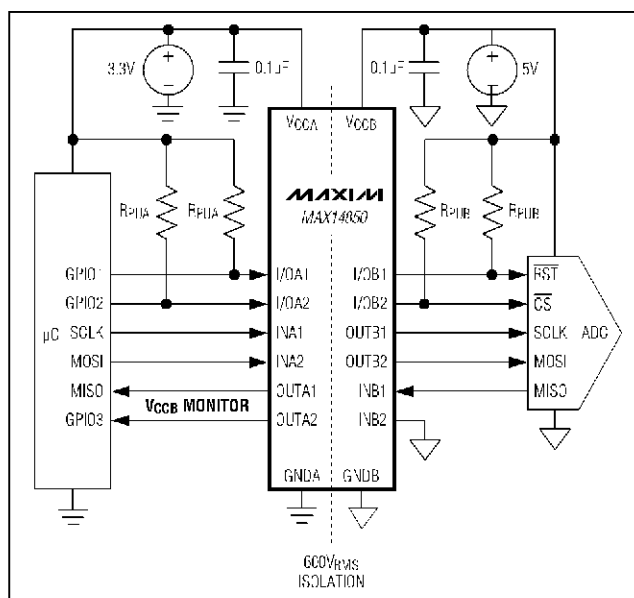 3.3V 0.1µF 0.1µF 5V
VCCA VCCB
MAXIM
MAX14850
RPUA RPUA RPUB RPUB
GPIO1 I/OA1 I/OB1 RST
GPIO2 I/OA2 I/OB2 CS
µC SCLK INA1 OUTB1 SCLK ADC
MOSI INA2 OUTB2 MOSI
MISO OUTA1 INB1 MISO
VCCB MONITOR
GPIO3 OUTA2 INB2
GNDA GNDB
600VRMS
ISOLATION